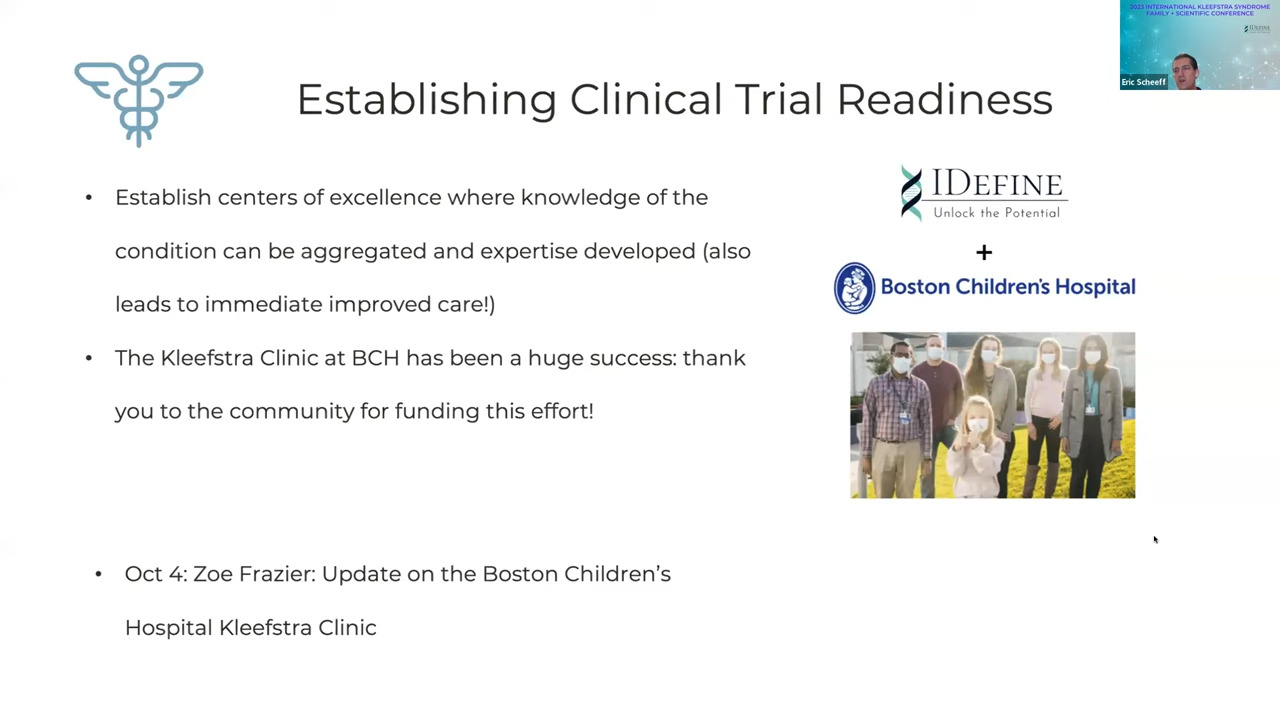 2023 INTERNATIONAL KLEEFSTRA SYNDROME
FAMILY + SCIENTIFIC CONFERENCE
IDEFINE
Eric Scheeff
Establishing Clinical Trial Readiness
• Establish centers of excellence where knowledge of the
condition can be aggregated and expertise developed (also
leads to immediate improved care!)
• The Kleefstra Clinic at BCH has been a huge success: thank
you to the community for funding this effort!
IDEFINE
Unlock the Potential
+
Boston Children's Hospital
• Oct 4: Zoe Frazier: Update on the Boston Children’s
Hospital Kleefstra Clinic